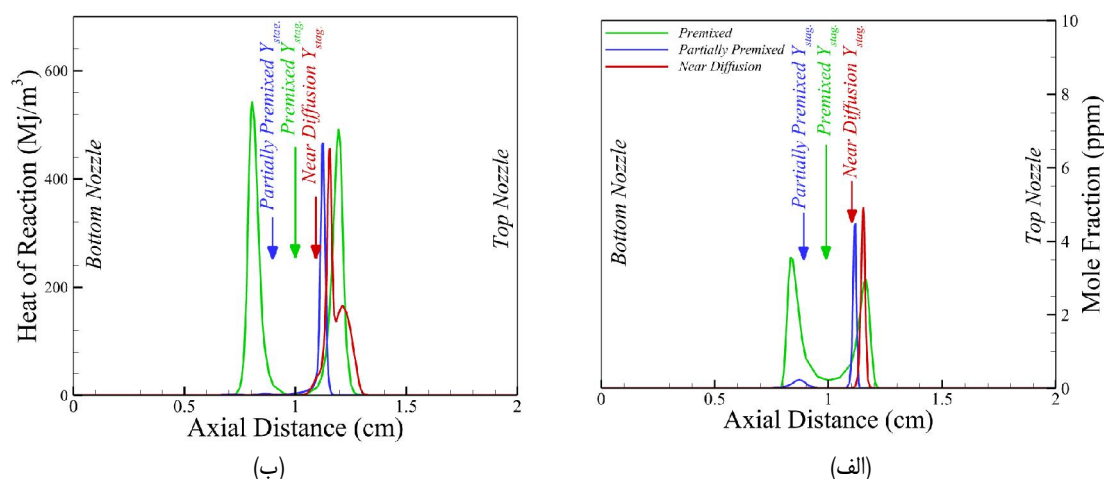 600
400
200
0
0
0.5
1
1.5
2
Heat of Reaction (Mj/m³)
Axial Distance (cm)
Bottom Nozzle
Partially Premixed Y_stag.
Premixed Y_stag.
Near Diffusion Y_stag.
Top Nozzle
(ب)
Premixed
Partially Premixed
Near Diffusion
Bottom Nozzle
Partially Premixed Y_stag.
Premixed Y_stag.
Near Diffusion Y_stag.
Top Nozzle
10
8
6
4
2
0
0
0.5
1
1.5
2
Mole Fraction (ppm)
Axial Distance (cm)
(الف)